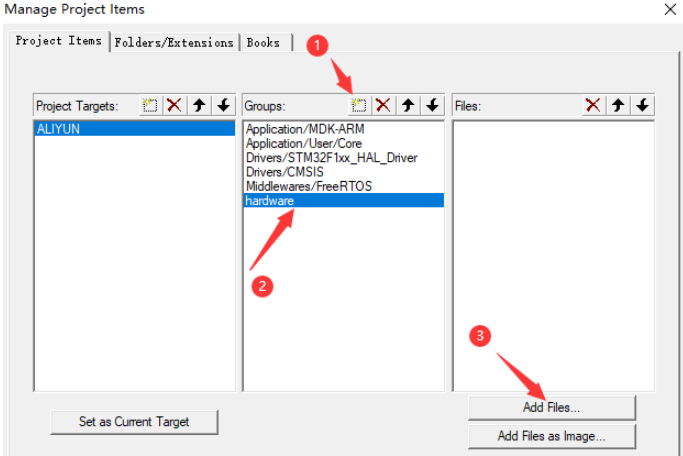 Manage Project Items
Project Items Folders/Extensions Books
1
Project Targets:
ALIYUN
Groups:
Application/MDK-ARM
Application/User/Core
Drivers/STM32F1xx_HAL_Driver
Drivers/CMSIS
Middlewares/FreeRTOS
hardware
2
Files:
3
Set as Current Target
Add Files...
Add Files as Image...